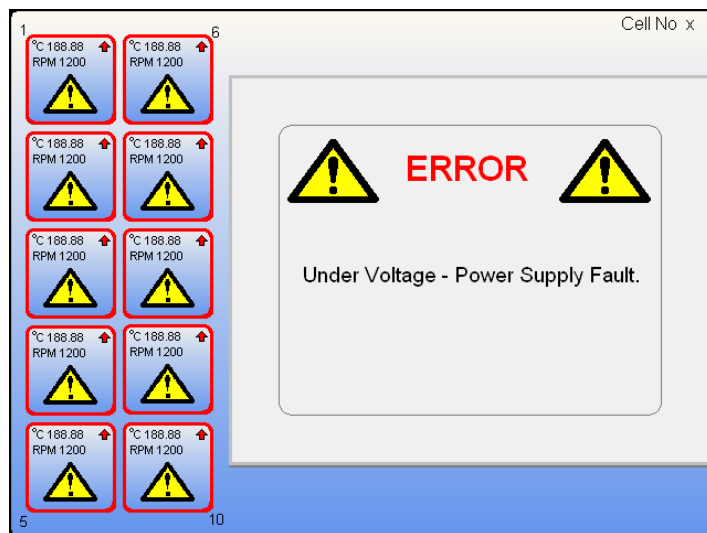 Cell No x
1
6
°C 188.88
RPM 1200
°C 188.88
RPM 1200
°C 188.88
RPM 1200
°C 188.88
RPM 1200
°C 188.88
RPM 1200
°C 188.88
RPM 1200
°C 188.88
RPM 1200
°C 188.88
RPM 1200
°C 188.88
RPM 1200
°C 188.88
RPM 1200
5
10
ERROR
Under Voltage - Power Supply Fault.